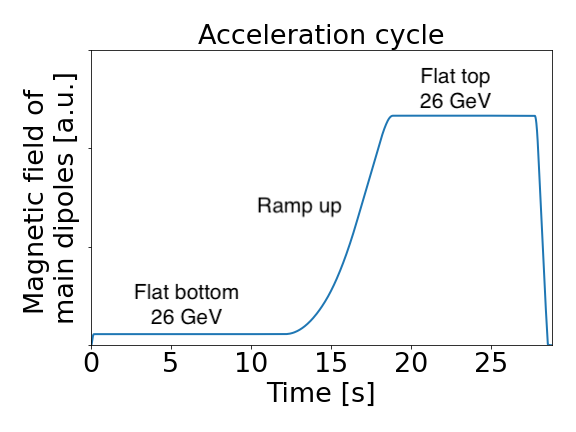 Acceleration cycle
Magnetic field of
main dipoles [a.u.]
Flat top
26 GeV
Ramp up
Flat bottom
26 GeV
0 5 10 15 20 25
Time [s]